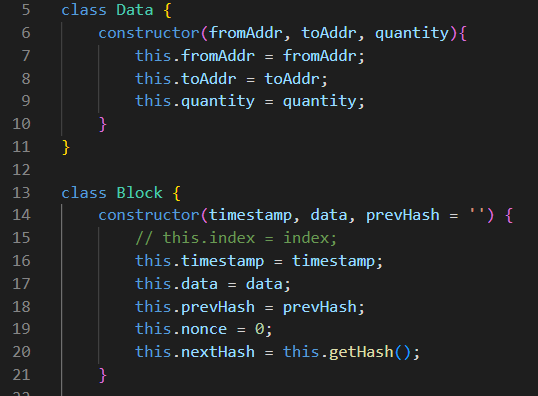 5 class Data {
6 constructor(fromAddr, toAddr, quantity){
7 this.fromAddr = fromAddr;
8 this.toAddr = toAddr;
9 this.quantity = quantity;
10 }
11 }
12
13 class Block {
14 constructor(timestamp, data, prevHash = '') {
15 // this.index = index;
16 this.timestamp = timestamp;
17 this.data = data;
18 this.prevHash = prevHash;
19 this.nonce = 0;
20 this.nextHash = this.getHash();
21 }